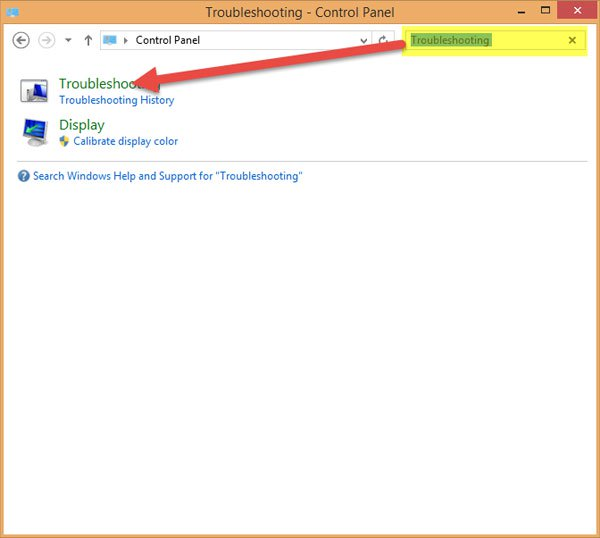 Troubleshooting - Control Panel
Control Panel
Troubleshooting
Troubleshooting
Troubleshooting History
Display
Calibrate display color
Search Windows Help and Support for "Troubleshooting"